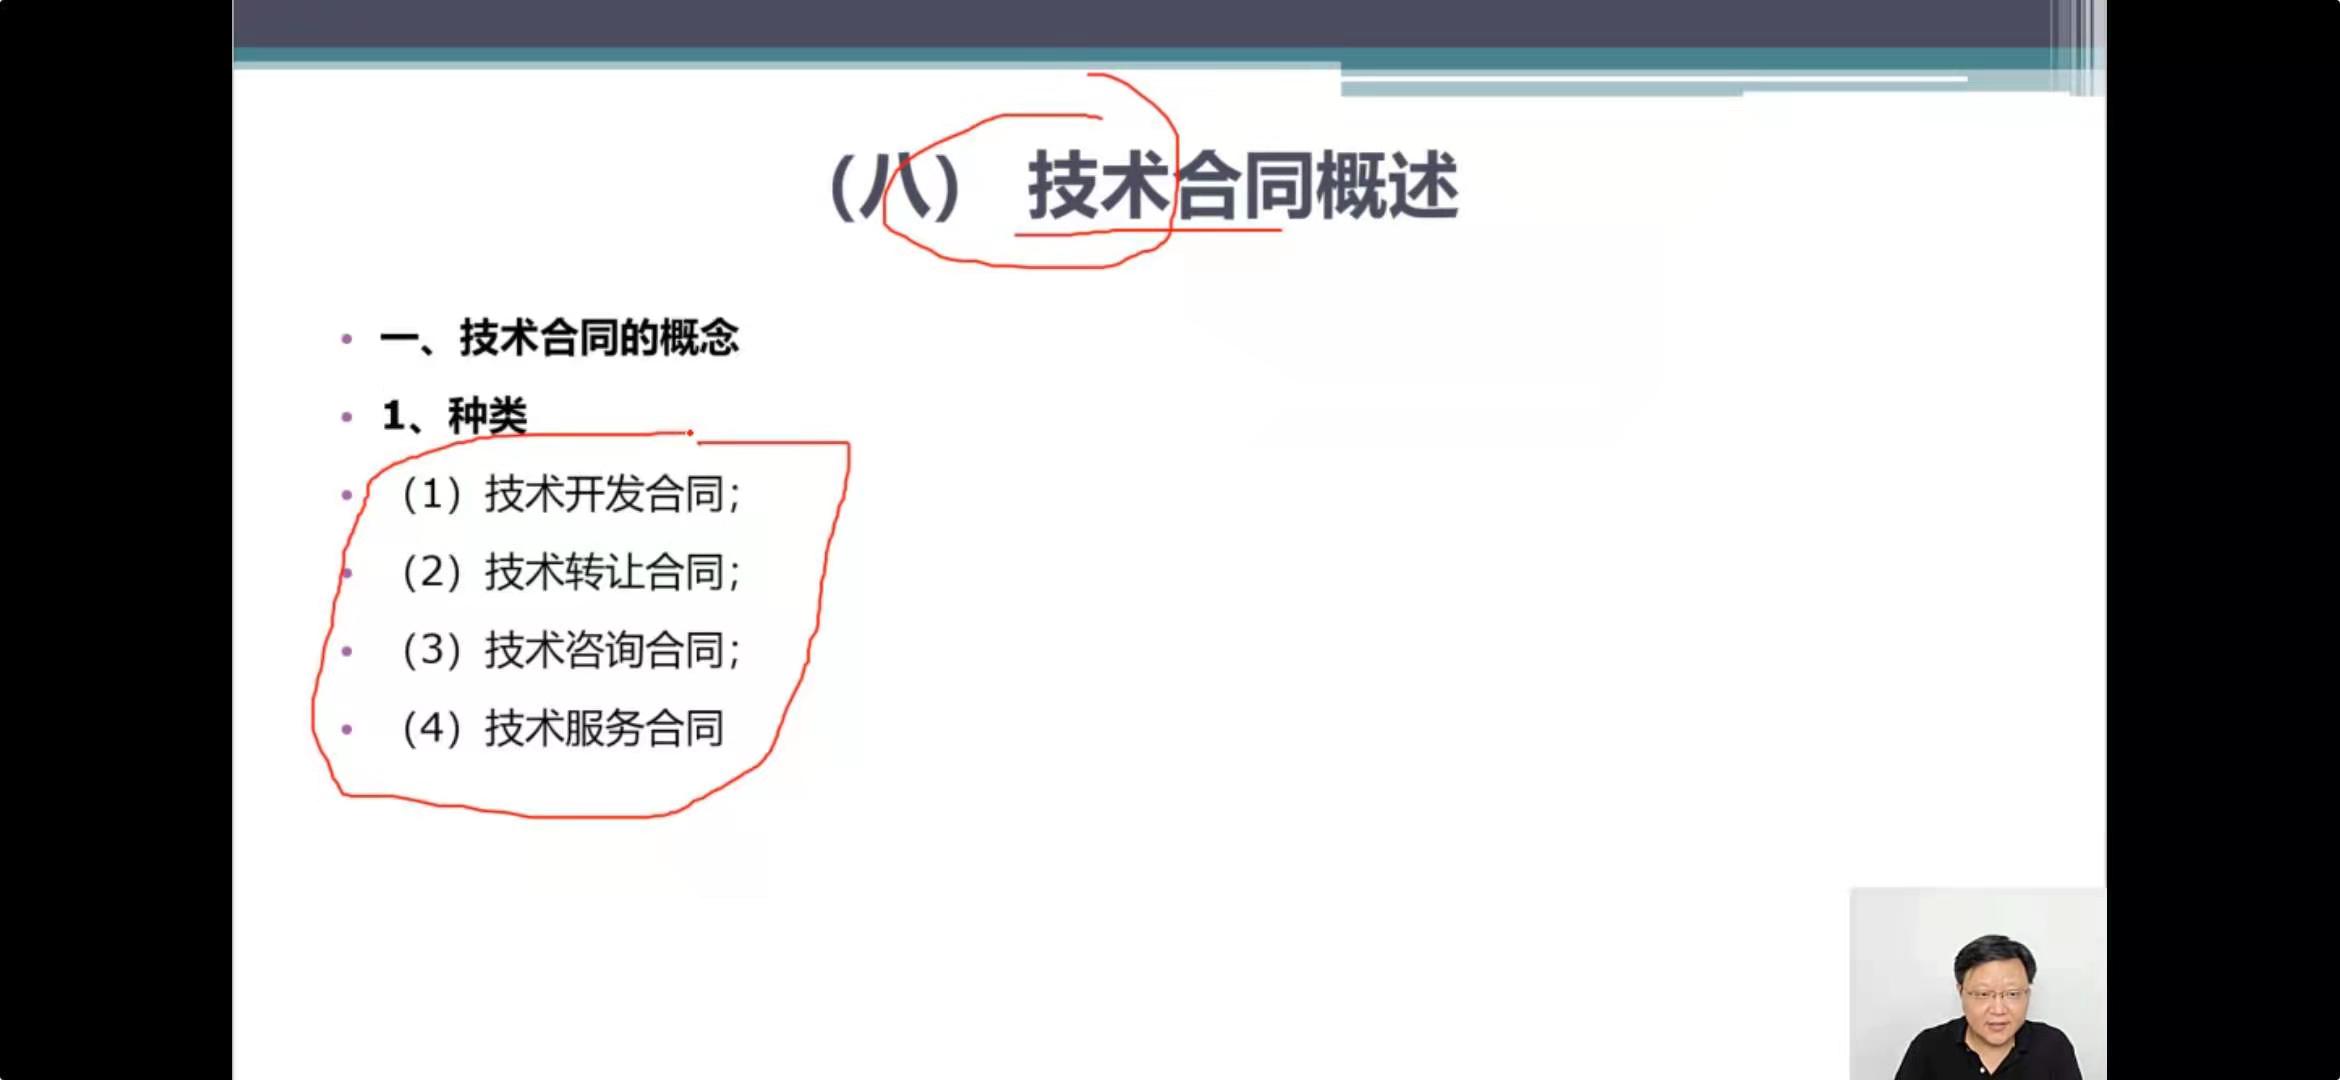 （八） 技术合同概述
• 一、技术合同的概念
• 1、种类
• （1）技术开发合同；
• （2）技术转让合同；
• （3）技术咨询合同；
• （4）技术服务合同